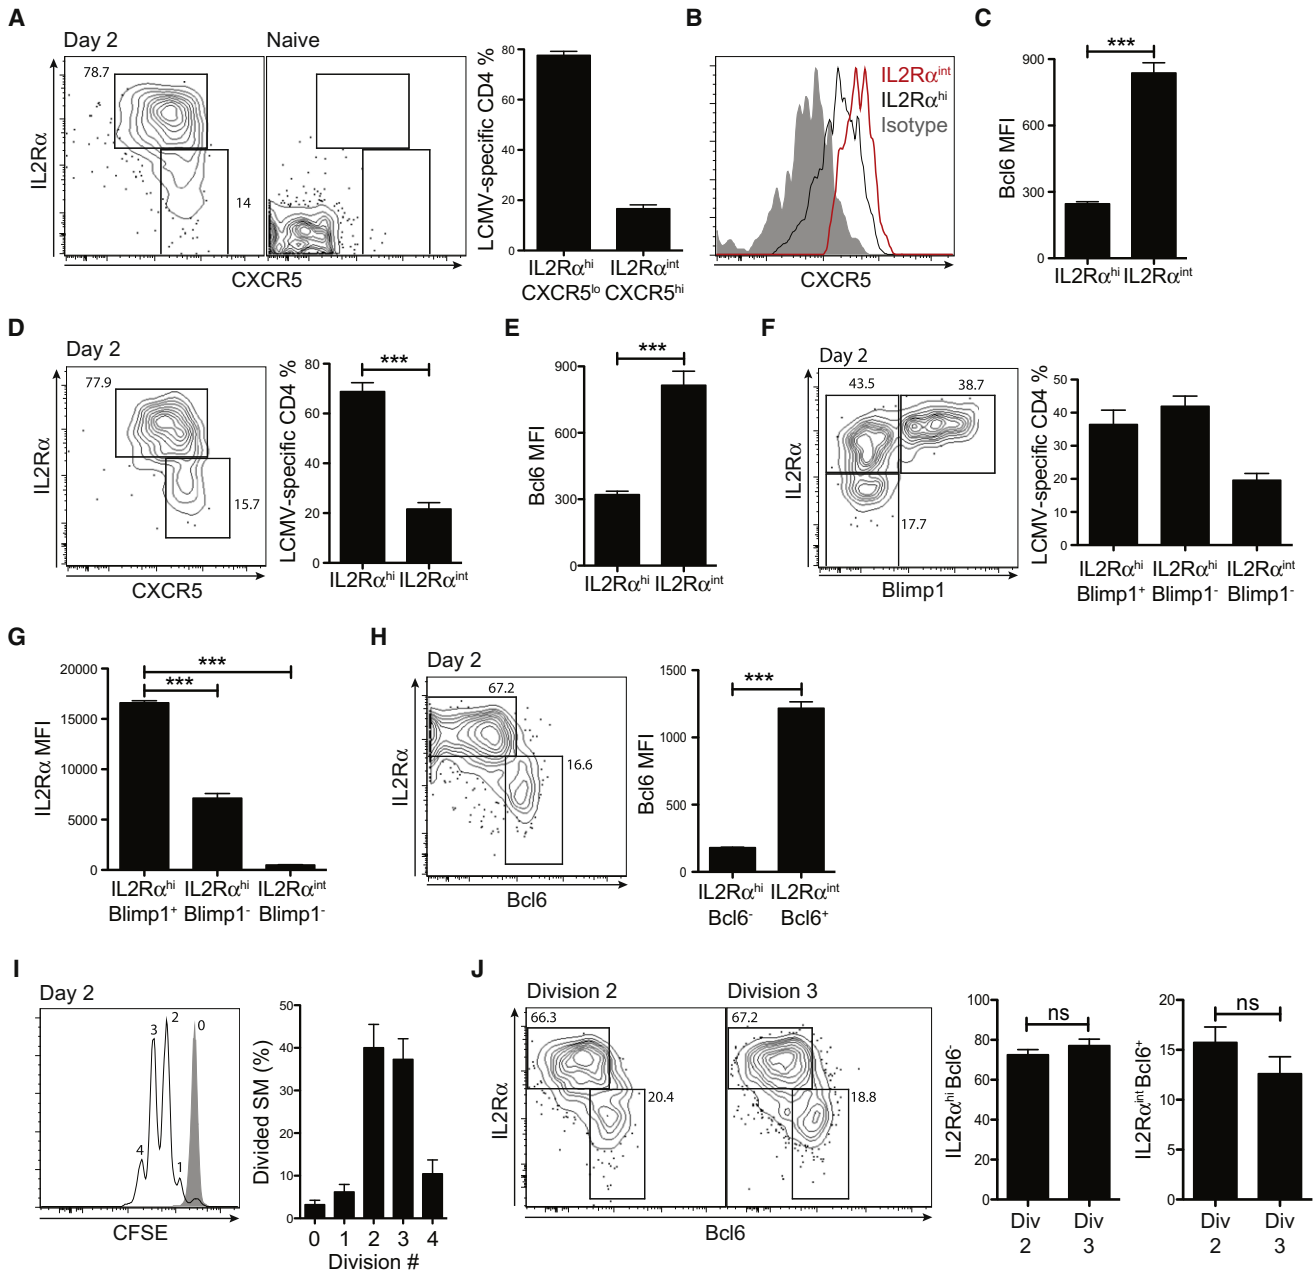 A
Day 2
Naive
78.7
14
IL2Rα
CXCR5
LCMV-specific CD4 %
80
60
40
20
0
IL2Rαhi IL2Rαint
CXCR5lo CXCR5hi
B
IL2Rαint
IL2Rαhi
Isotype
CXCR5
C
***
Bcl6 MFI
900
600
300
0
IL2Rαhi IL2Rαint
D
Day 2
77.9
15.7
IL2Rα
CXCR5
LCMV-specific CD4 %
80
60
40
20
0
***
IL2Rαhi IL2Rαint
E
***
Bcl6 MFI
900
600
300
0
IL2Rαhi IL2Rαint
F
Day 2
43.5
38.7
17.7
IL2Rα
Blimp1
LCMV-specific CD4 %
50
40
30
20
10
0
IL2Rαhi IL2Rαhi IL2Rαint
Blimp1+ Blimp1- Blimp1-
G
IL2Rα MFI
20000
15000
10000
5000
0
***
***
IL2Rαhi IL2Rαhi IL2Rαint
Blimp1+ Blimp1- Blimp1-
H
Day 2
67.2
16.6
IL2Rα
Bcl6
Bcl6 MFI
1500
1000
500
0
***
IL2Rαhi IL2Rαint
Bcl6- Bcl6+
I
Day 2
4
3
2
1
0
CFSE
Divided SM (%)
50
40
30
20
10
0
0 1 2 3 4
Division #
J
Division 2
Division 3
66.3
20.4
67.2
18.8
IL2Rα
Bcl6
IL2Rαhi Bcl6-
100
80
60
40
20
0
ns
Div Div
2 3
IL2Rαint Bcl6+
20
15
10
5
0
ns
Div Div
2 3